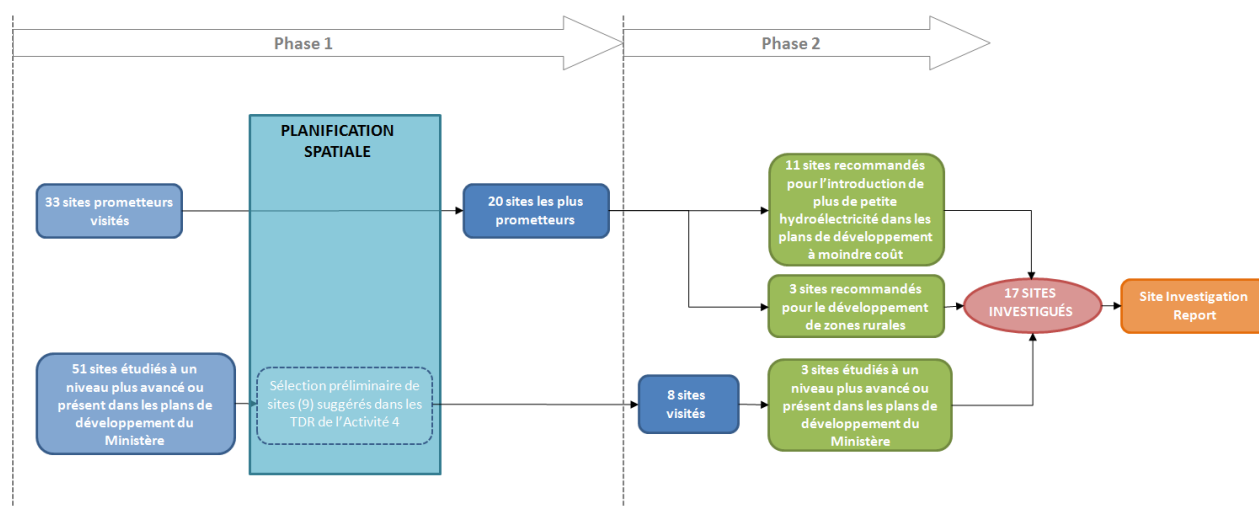 Phase 1
Phase 2
PLANIFICATION
SPATIALE
33 sites prometteurs
visités
20 sites les plus
prometteurs
11 sites recommandés
pour l'introduction de
plus de petite
hydroélectricité dans les
plans de développement
à moindre coût
3 sites recommandés
pour le développement
de zones rurales
17 SITES
INVESTIGUÉS
Site Investigation
Report
51 sites étudiés à un
niveau plus avancé ou
présent dans les plans de
développement du
Ministère
Sélection préliminaire de
sites (9) suggérés dans les
TDR de l'Activité 4
8 sites
visités
3 sites étudiés à un
niveau plus avancé ou
présent dans les plans de
développement du
Ministère